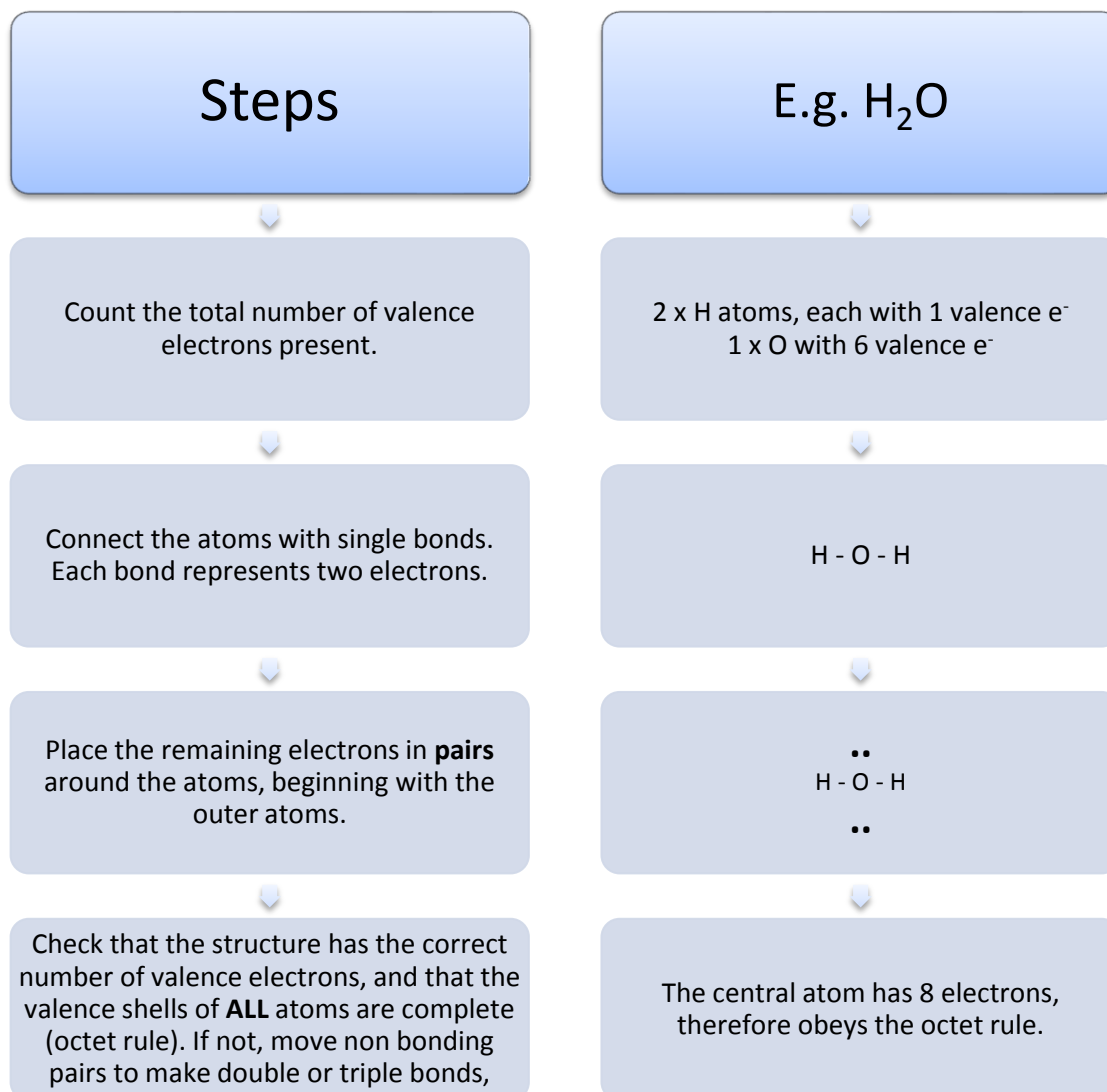 Steps
Count the total number of valence
electrons present.
Connect the atoms with single bonds.
Each bond represents two electrons.
Place the remaining electrons in pairs
around the atoms, beginning with the
outer atoms.
Check that the structure has the correct
number of valence electrons, and that the
valence shells of ALL atoms are complete
(octet rule). If not, move non bonding
pairs to make double or triple bonds,
E.g. H₂O
2 x H atoms, each with 1 valence e⁻
1 x O with 6 valence e⁻
H - O - H
••
H - O - H
••
The central atom has 8 electrons,
therefore obeys the octet rule.